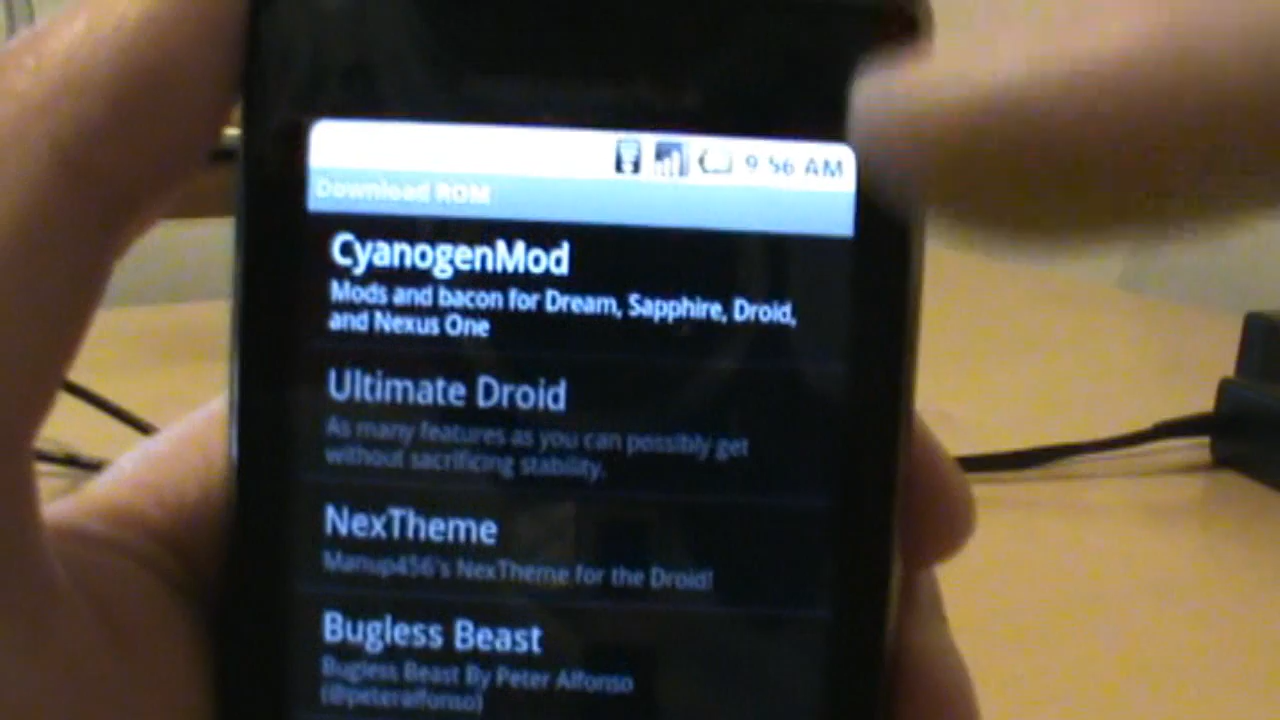 9:56 AM
Download ROM
CyanogenMod
Mods and bacon for Dream, Sapphire, Droid,
and Nexus One
Ultimate Droid
As many features as you can possibly get
without sacrificing stability.
NexTheme
Manup456's NexTheme for the Droid!
Bugless Beast
Bugless Beast By Peter Alfonso
(@peteralfonso)